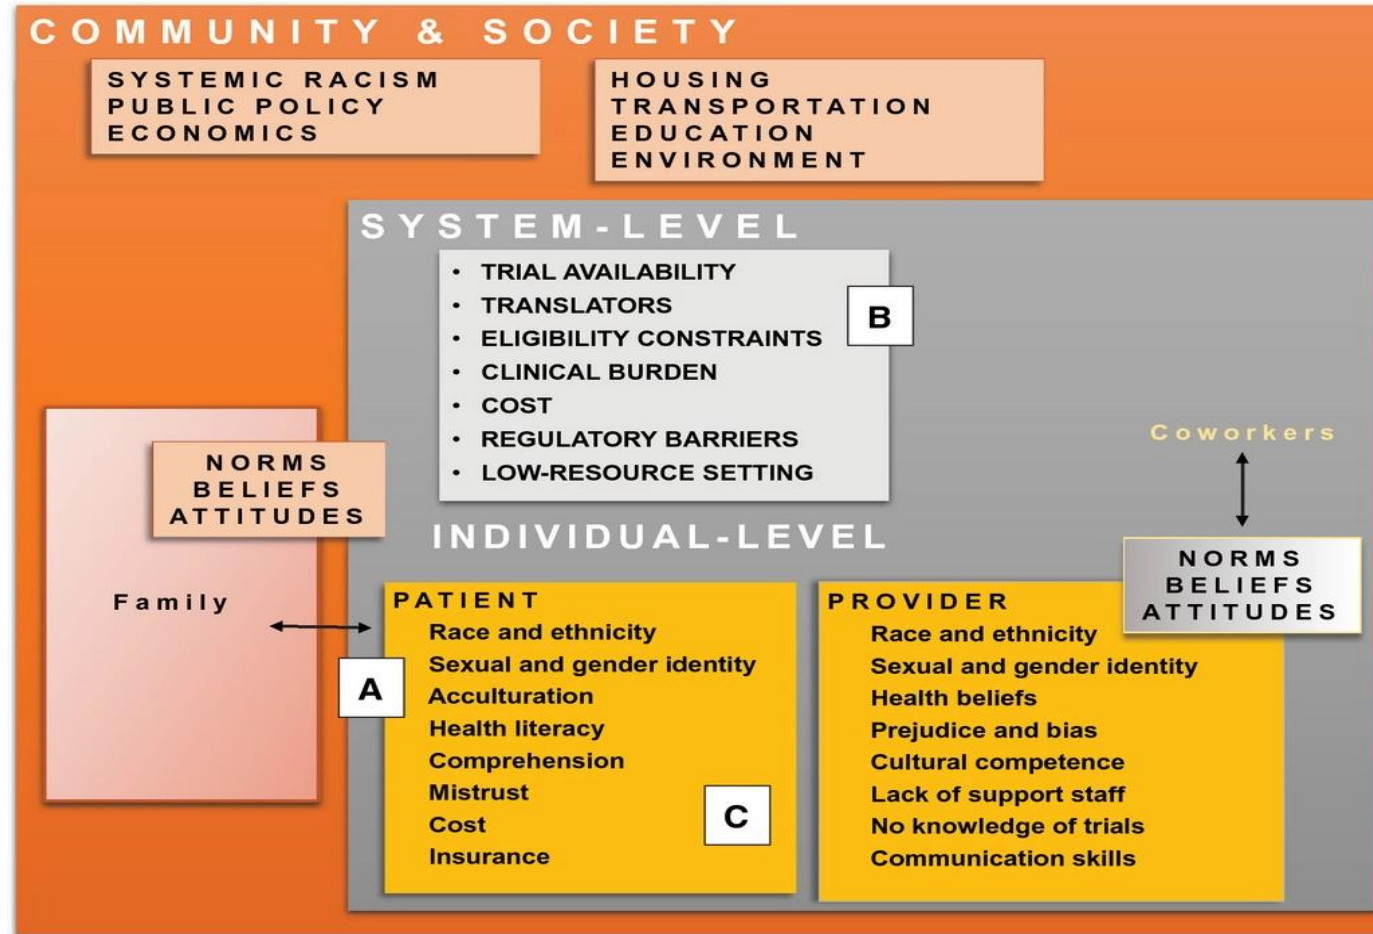 COMMUNITY & SOCIETY
SYSTEMIC RACISM
PUBLIC POLICY
ECONOMICS
HOUSING
TRANSPORTATION
EDUCATION
ENVIRONMENT
SYSTEM-LEVEL
• TRIAL AVAILABILITY
• TRANSLATORS
• ELIGIBILITY CONSTRAINTS
• CLINICAL BURDEN
• COST
• REGULATORY BARRIERS
• LOW-RESOURCE SETTING
B
NORMS
BELIEFS
ATTITUDES
Family
Coworkers
NORMS
BELIEFS
ATTITUDES
INDIVIDUAL-LEVEL
PATIENT
Race and ethnicity
Sexual and gender identity
Acculturation
Health literacy
Comprehension
Mistrust
Cost
Insurance
A
C
PROVIDER
Race and ethnicity
Sexual and gender identity
Health beliefs
Prejudice and bias
Cultural competence
Lack of support staff
No knowledge of trials
Communication skills